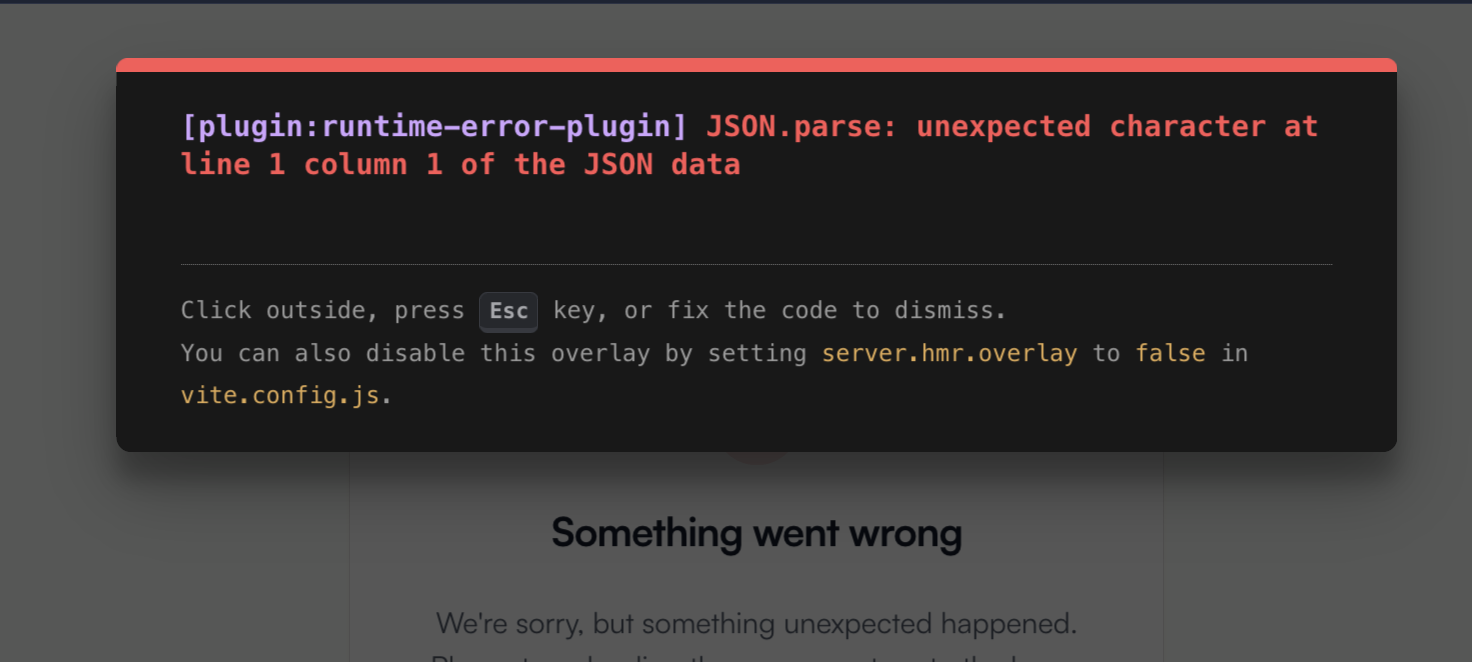 [plugin:runtime-error-plugin] JSON.parse: unexpected character at
line 1 column 1 of the JSON data
Click outside, press Esc key, or fix the code to dismiss.
You can also disable this overlay by setting server.hmr.overlay to false in
vite.config.js.
Something went wrong
We're sorry, but something unexpected happened.